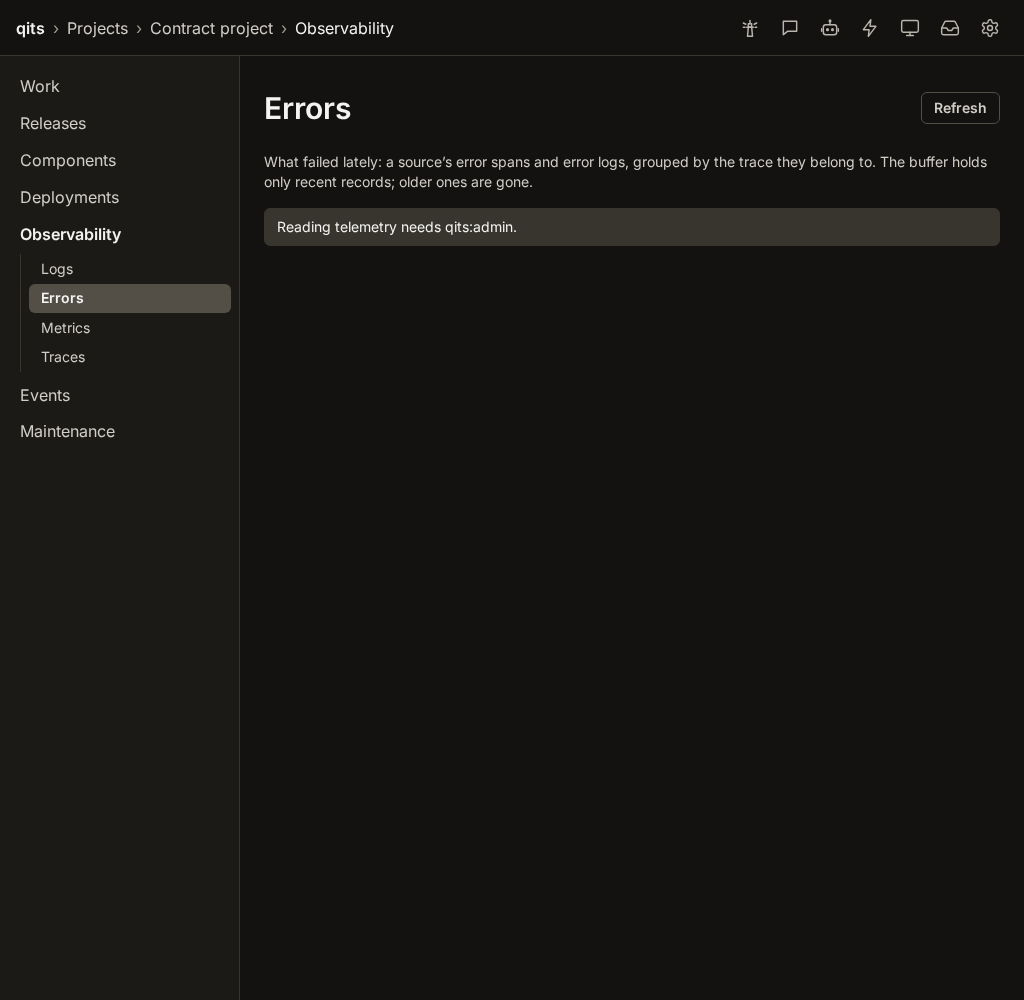 qits › Projects › Contract project › Observability
Work
Releases
Components
Deployments
Observability
Logs
Errors
Metrics
Traces
Events
Maintenance
Errors
Refresh
What failed lately: a source’s error spans and error logs, grouped by the trace they belong to. The buffer holds
only recent records; older ones are gone.
Reading telemetry needs qits:admin.